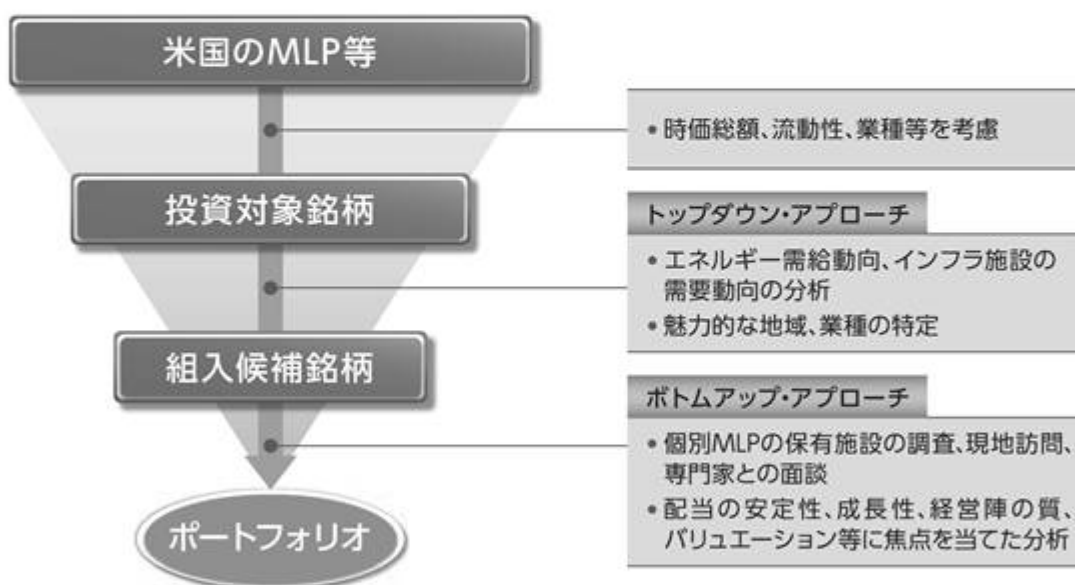 米国のMLP等
・時価総額、流動性、業種等を考慮
投資対象銘柄
トップダウン・アプローチ
・エネルギー需給動向、インフラ施設の
需要動向の分析
・魅力的な地域、業種の特定
組入候補銘柄
ボトムアップ・アプローチ
・個別MLPの保有施設の調査、現地訪問、
専門家との面談
・配当の安定性、成長性、経営陣の質、
バリュエーション等に焦点を当てた分析
ポートフォリオ